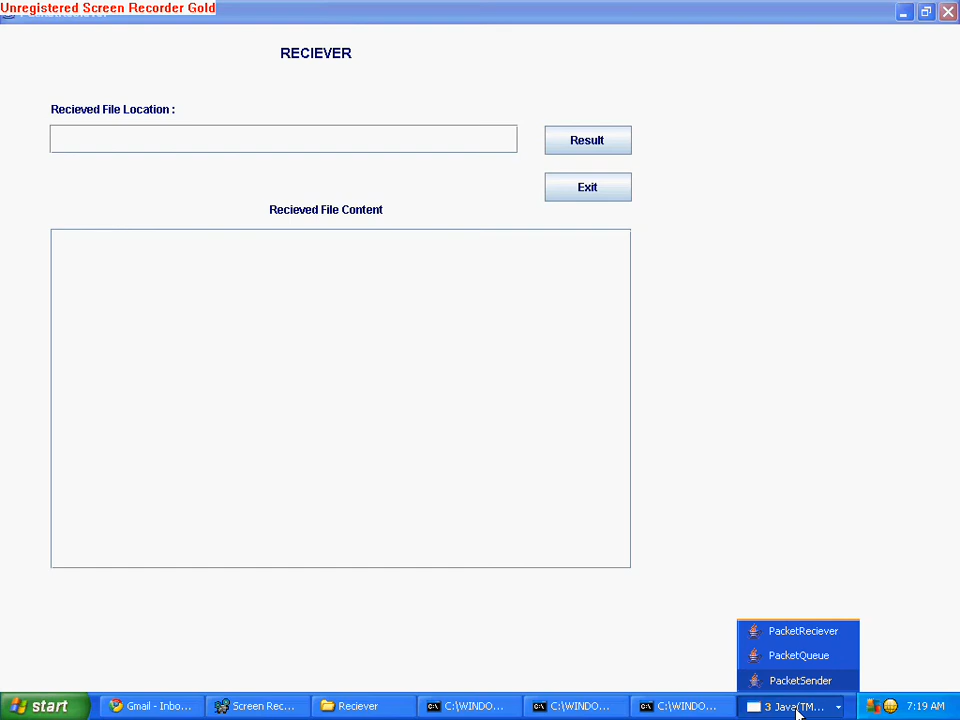 Unregistered Screen Recorder Gold
RECIEVER
Recieved File Location :
Result
Exit
Recieved File Content
PacketReciever
PacketQueue
PacketSender
start
Gmail - Inbo...
Screen Rec...
Reciever
C:\WINDO...
C:\WINDO...
C:\WINDO...
3 Java(TM...
7:19 AM